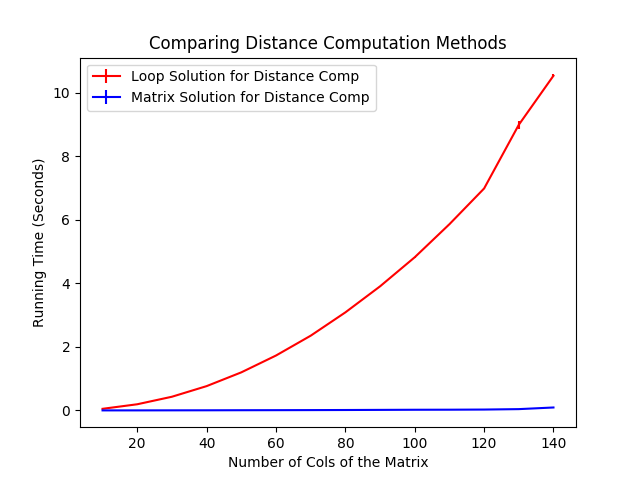 Comparing Distance Computation Methods
Loop Solution for Distance Comp
Matrix Solution for Distance Comp
Running Time (Seconds)
10
8
6
4
2
0
20 40 60 80 100 120 140
Number of Cols of the Matrix